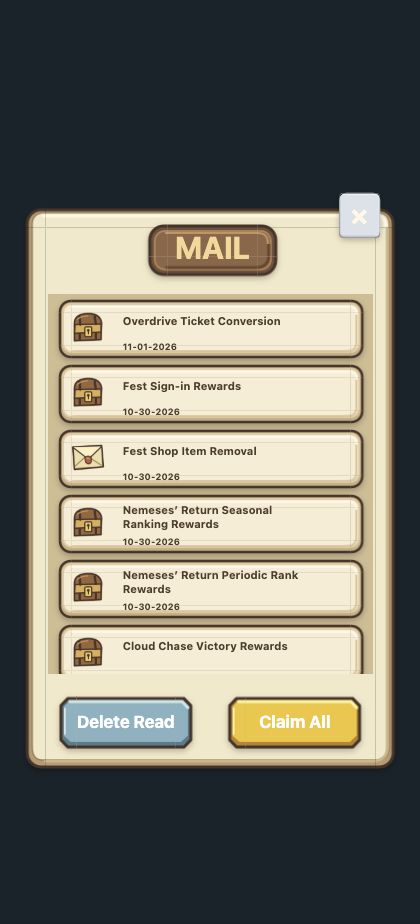 ×
MAIL
Overdrive Ticket Conversion
11-01-2026
Fest Sign-in Rewards
10-30-2026
Fest Shop Item Removal
10-30-2026
Nemeses’ Return Seasonal
Ranking Rewards
10-30-2026
Nemeses’ Return Periodic Rank
Rewards
10-30-2026
Cloud Chase Victory Rewards
Delete Read
Claim All